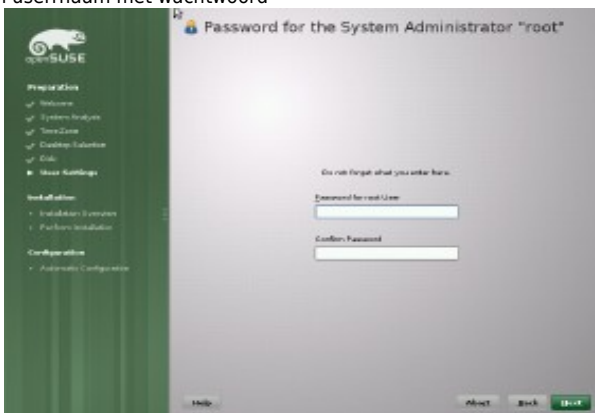 usernaam met wachtwoord
Password for the System Administrator "root"
openSUSE
Preparation
Welcome
System Analysis
Time Zone
Desktop Selection
Disk
User Settings
Installation
Installation Overview
Perform Installation
Configuration
Automatic Configuration
Do not forget what you enter here.
Password for root User
Confirm Password
Help
About
Back
Next